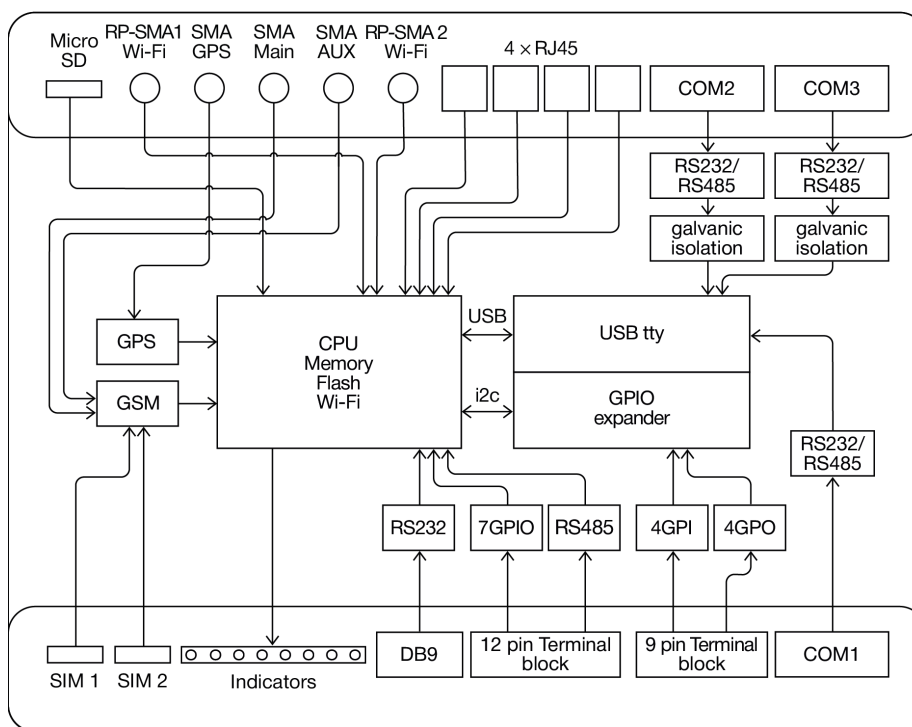 Micro
SD
RP-SMA1
Wi-Fi
SMA
GPS
SMA
Main
SMA
AUX
RP-SMA2
Wi-Fi
4 × RJ45
COM2
COM3
RS232/
RS485
RS232/
RS485
galvanic
isolation
galvanic
isolation
GPS
GSM
CPU
Memory
Flash
Wi-Fi
USB
i2c
USB tty
GPIO
expander
RS232/
RS485
RS232
7GPIO
RS485
4GPI
4GPO
SIM 1
SIM 2
Indicators
DB9
12 pin Terminal
block
9 pin Terminal
block
COM1